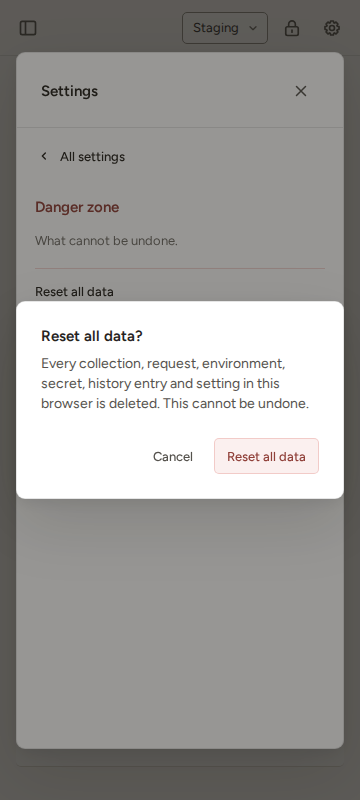 Staging
Settings
All settings
Danger zone
What cannot be undone.
Reset all data
Reset all data?
Every collection, request, environment,
secret, history entry and setting in this
browser is deleted. This cannot be undone.
Cancel
Reset all data